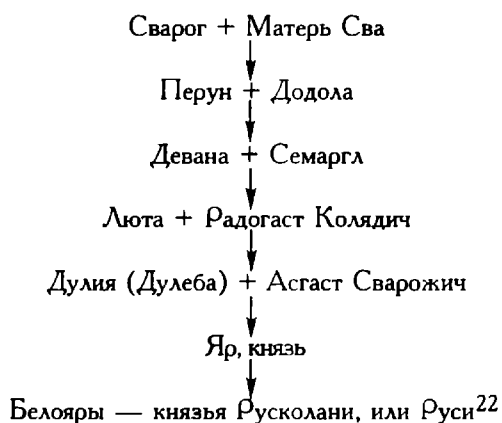 Сварог + Матерь Сва
Перун + Додола
Девана + Семаргл
Люта + Радогаст Колядич
Дулия (Дулеба) + Асгаст Сварожич
Яр, князь
Белояры — князья Русколани, или Руси²²